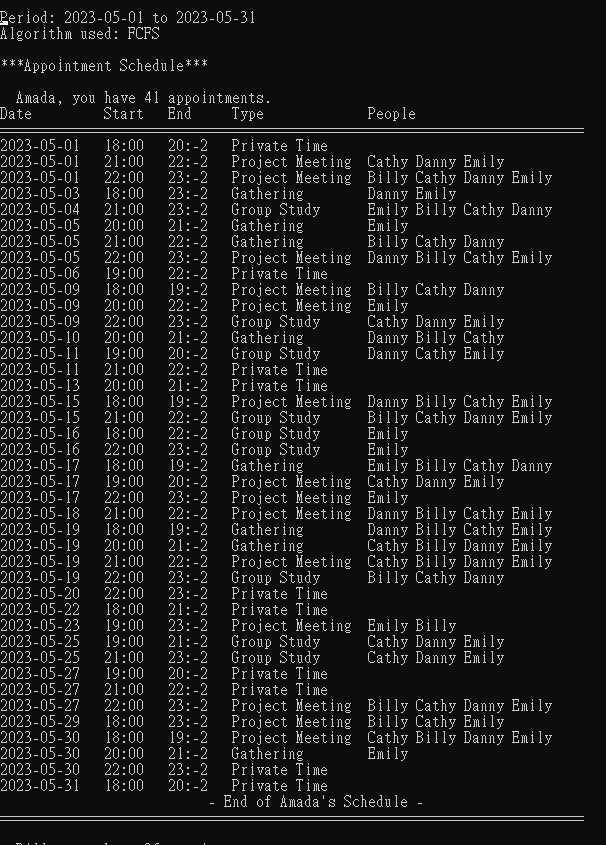 Period: 2023-05-01 to 2023-05-31
Algorithm used: FCFS
***Appointment Schedule***
Amada, you have 41 appointments.
Date Start End Type People
2023-05-01 18:00 20:-2 Private Time
2023-05-01 21:00 22:-2 Project Meeting Cathy Danny Emily
2023-05-01 22:00 23:-2 Project Meeting Billy Cathy Danny Emily
2023-05-03 18:00 23:-2 Gathering Danny Emily
2023-05-04 21:00 23:-2 Group Study Emily Billy Cathy Danny
2023-05-05 20:00 21:-2 Gathering Emily
2023-05-05 21:00 22:-2 Gathering Billy Cathy Danny
2023-05-05 22:00 23:-2 Project Meeting Danny Billy Cathy Emily
2023-05-06 19:00 22:-2 Private Time
2023-05-09 18:00 19:-2 Project Meeting Billy Cathy Danny
2023-05-09 20:00 22:-2 Project Meeting Emily
2023-05-09 22:00 23:-2 Group Study Cathy Danny Emily
2023-05-10 20:00 21:-2 Gathering Danny Billy Cathy
2023-05-11 19:00 20:-2 Group Study Danny Cathy Emily
2023-05-11 21:00 22:-2 Private Time
2023-05-13 20:00 21:-2 Private Time
2023-05-15 18:00 19:-2 Project Meeting Danny Billy Cathy Emily
2023-05-15 21:00 22:-2 Group Study Billy Cathy Danny Emily
2023-05-16 18:00 22:-2 Group Study Emily
2023-05-16 22:00 23:-2 Group Study Emily
2023-05-17 18:00 19:-2 Gathering Emily Billy Cathy Danny
2023-05-17 19:00 20:-2 Project Meeting Cathy Danny Emily
2023-05-17 22:00 23:-2 Project Meeting Emily
2023-05-18 21:00 22:-2 Project Meeting Danny Billy Cathy Emily
2023-05-19 18:00 19:-2 Gathering Danny Billy Cathy Emily
2023-05-19 20:00 21:-2 Gathering Cathy Billy Danny Emily
2023-05-19 21:00 22:-2 Project Meeting Cathy Billy Danny Emily
2023-05-19 22:00 23:-2 Group Study Billy Cathy Danny
2023-05-20 22:00 23:-2 Private Time
2023-05-22 18:00 21:-2 Private Time
2023-05-23 19:00 23:-2 Project Meeting Emily Billy
2023-05-25 19:00 21:-2 Group Study Cathy Danny Emily
2023-05-25 21:00 23:-2 Group Study Cathy Danny Emily
2023-05-27 19:00 20:-2 Private Time
2023-05-27 21:00 22:-2 Private Time
2023-05-27 22:00 23:-2 Project Meeting Billy Cathy Danny Emily
2023-05-29 18:00 23:-2 Project Meeting Billy Cathy Emily
2023-05-30 18:00 19:-2 Project Meeting Cathy Billy Danny Emily
2023-05-30 20:00 21:-2 Gathering Emily
2023-05-30 22:00 23:-2 Private Time
2023-05-31 18:00 20:-2 Private Time
- End of Amada's Schedule -